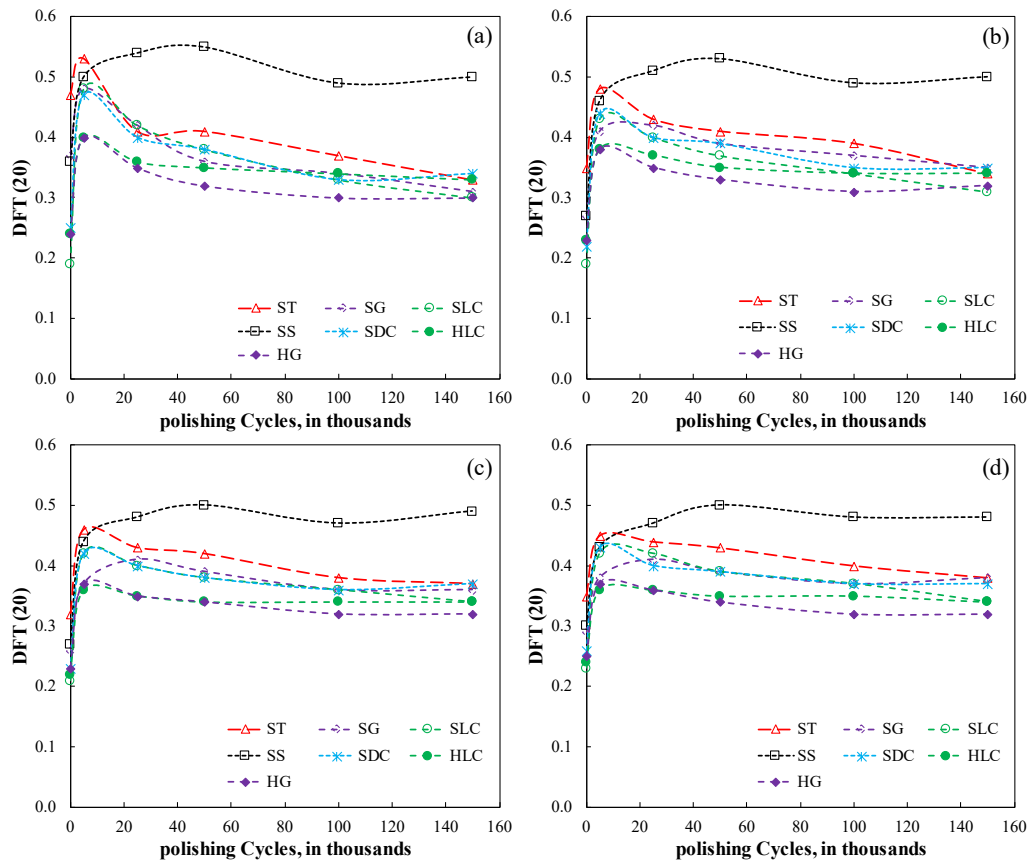 (a)
0.6
0.5
0.4
0.3
0.2
0.1
0.0
DFT (20)
ST SG SLC
SS SDC HLC
HG
0 20 40 60 80 100 120 140 160
polishing Cycles, in thousands
(b)
0.6
0.5
0.4
0.3
0.2
0.1
0.0
DFT (20)
ST SG SLC
SS SDC HLC
HG
0 20 40 60 80 100 120 140 160
polishing Cycles, in thousands
(c)
0.6
0.5
0.4
0.3
0.2
0.1
0.0
DFT (20)
ST SG SLC
SS SDC HLC
HG
0 20 40 60 80 100 120 140 160
polishing Cycles, in thousands
(d)
0.6
0.5
0.4
0.3
0.2
0.1
0.0
DFT (20)
ST SG SLC
SS SDC HLC
HG
0 20 40 60 80 100 120 140 160
polishing Cycles, in thousands